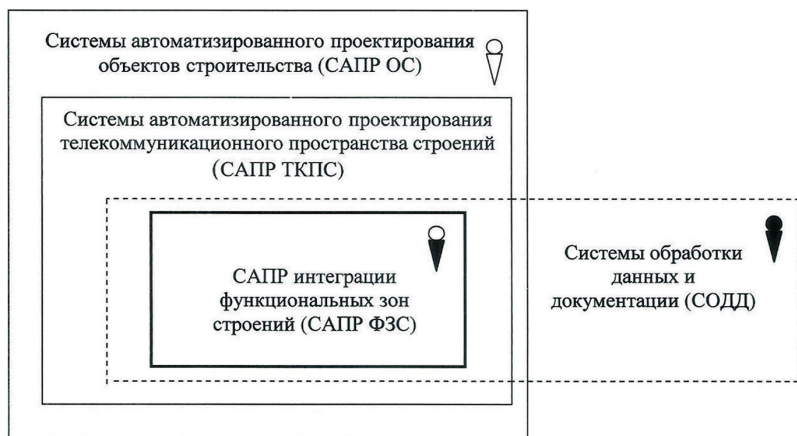 Системы автоматизированного проектирования
объектов строительства (САПР ОС)
Системы автоматизированного проектирования
телекоммуникационного пространства строений
(САПР ТКПС)
САПР интеграции
функциональных зон
строений (САПР ФЗС)
Системы обработки
данных и
документации (СОДД)